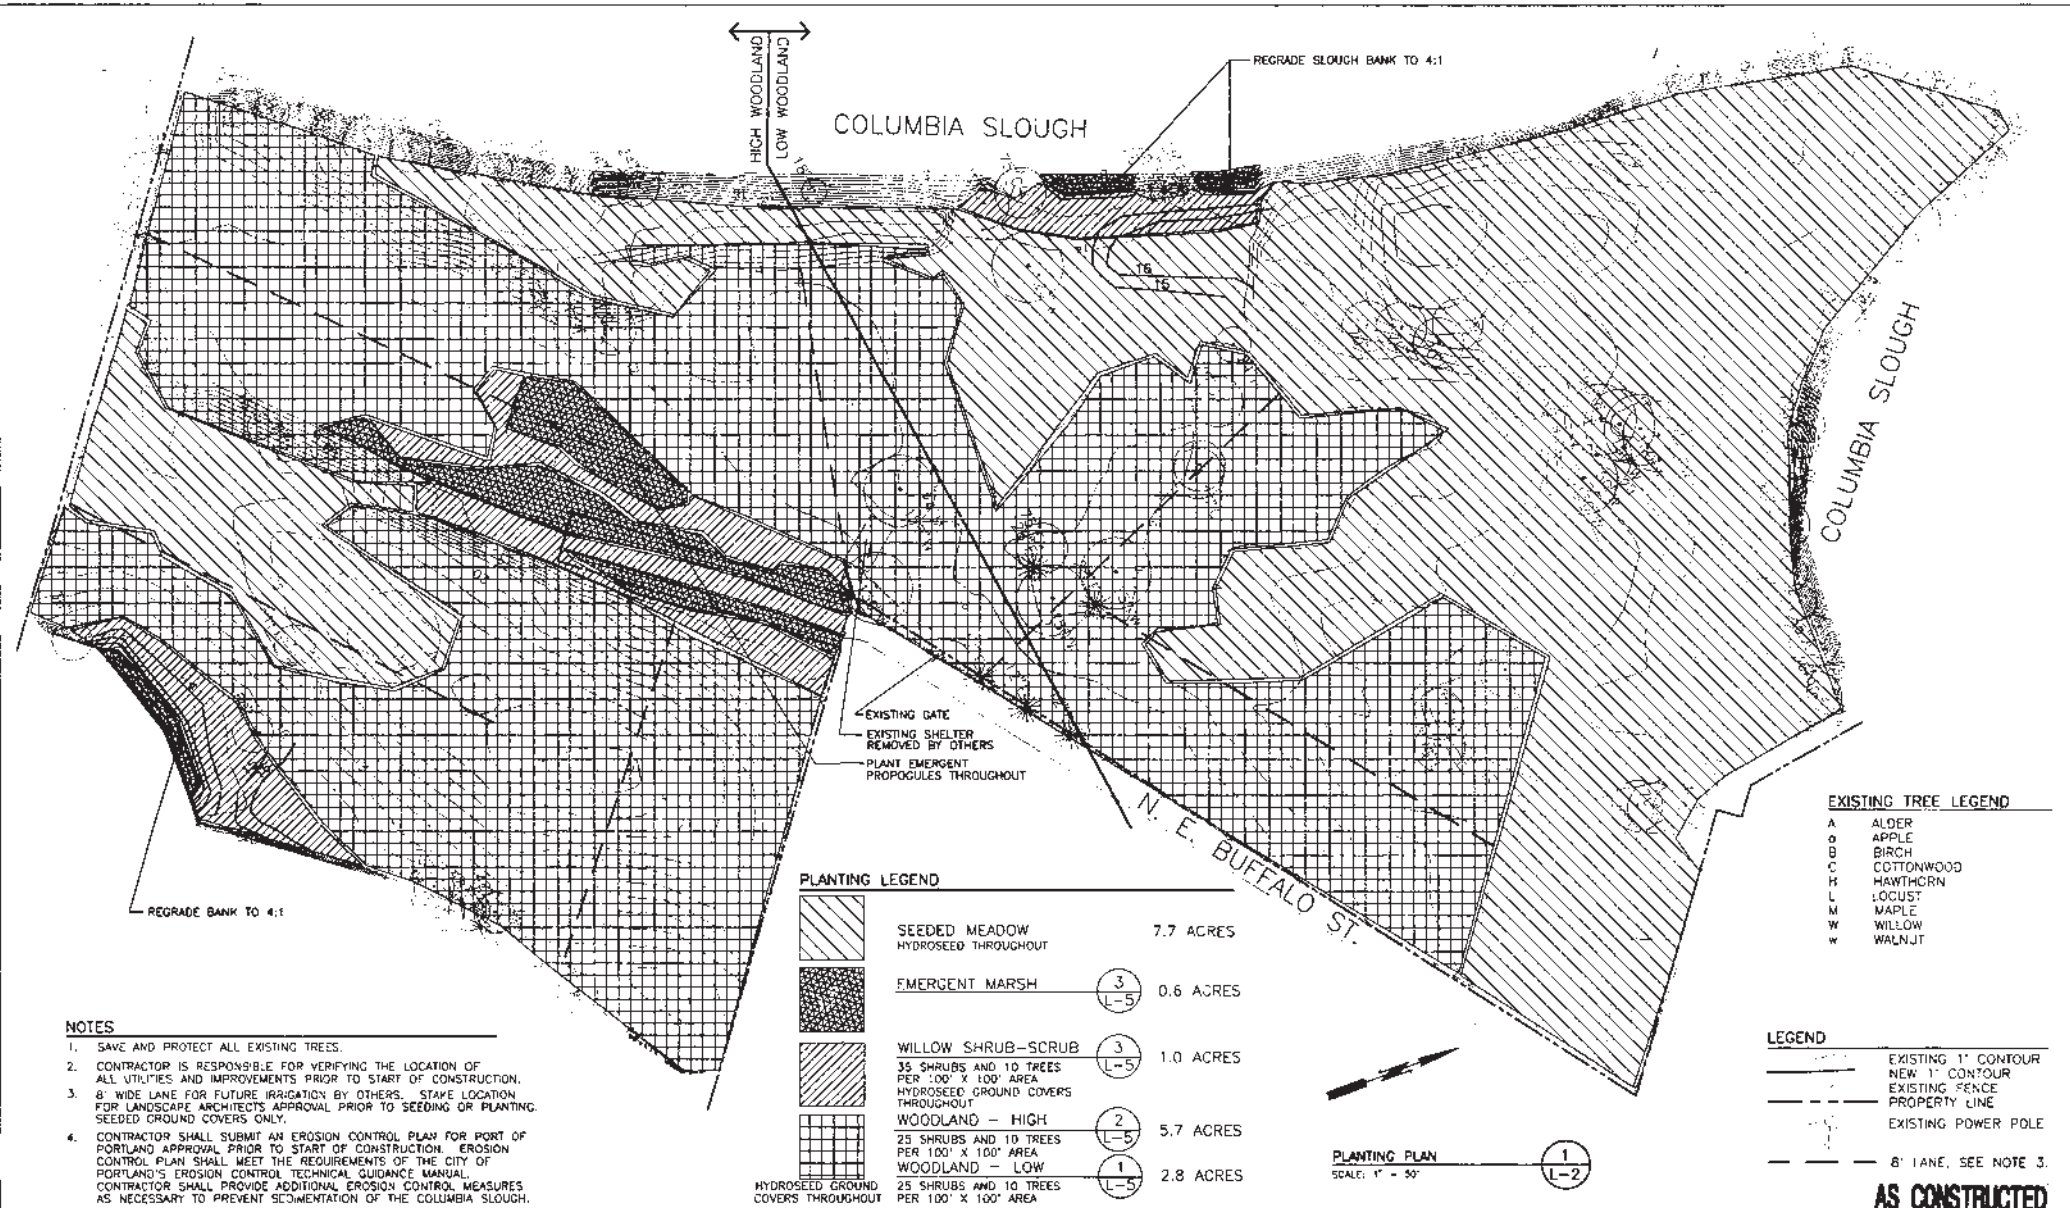 HIGH WOODLAND
LOW WOODLAND
REGRADE SLOUGH BANK TO 4:1
COLUMBIA SLOUGH
16
15
COLUMBIA SLOUGH
EXISTING GATE
EXISTING SHELTER
REMOVED BY OTHERS
PLANT EMERGENT
PROPOGULES THROUGHOUT
N. E. BUFFALO ST.
REGRADE BANK TO 4:1
EXISTING TREE LEGEND
A ALDER
a APPLE
B BIRCH
C COTTONWOOD
H HAWTHORN
L LOCUST
M MAPLE
W WILLOW
w WALNUT
PLANTING LEGEND
SEEDED MEADOW 7.7 ACRES
HYDROSEED THROUGHOUT
EMERGENT MARSH 3 L-5 0.6 ACRES
WILLOW SHRUB-SCRUB 3 L-5 1.0 ACRES
35 SHRUBS AND 10 TREES
PER 100' X 100' AREA
HYDROSEED GROUND COVERS
THROUGHOUT
WOODLAND - HIGH 2 L-5 5.7 ACRES
25 SHRUBS AND 10 TREES
PER 100' X 100' AREA
WOODLAND - LOW 1 L-5 2.8 ACRES
25 SHRUBS AND 10 TREES
PER 100' X 100' AREA
HYDROSEED GROUND
COVERS THROUGHOUT
NOTES
1. SAVE AND PROTECT ALL EXISTING TREES.
2. CONTRACTOR IS RESPONSIBLE FOR VERIFYING THE LOCATION OF
ALL UTILITIES AND IMPROVEMENTS PRIOR TO START OF CONSTRUCTION.
3. 8' WIDE LANE FOR FUTURE IRRIGATION BY OTHERS. STAKE LOCATION
FOR LANDSCAPE ARCHITECTS APPROVAL PRIOR TO SEEDING OR PLANTING.
SEEDED GROUND COVERS ONLY.
4. CONTRACTOR SHALL SUBMIT AN EROSION CONTROL PLAN FOR PORT OF
PORTLAND APPROVAL PRIOR TO START OF CONSTRUCTION. EROSION
CONTROL PLAN SHALL MEET THE REQUIREMENTS OF THE CITY OF
PORTLAND'S EROSION CONTROL TECHNICAL GUIDANCE MANUAL.
CONTRACTOR SHALL PROVIDE ADDITIONAL EROSION CONTROL MEASURES
AS NECESSARY TO PREVENT SEDIMENTATION OF THE COLUMBIA SLOUGH.
PLANTING PLAN 1 L-2
SCALE: 1" = 50'
LEGEND
EXISTING 1' CONTOUR
NEW 1' CONTOUR
EXISTING FENCE
PROPERTY LINE
EXISTING POWER POLE
8' LANE, SEE NOTE 3.
AS CONSTRUCTED